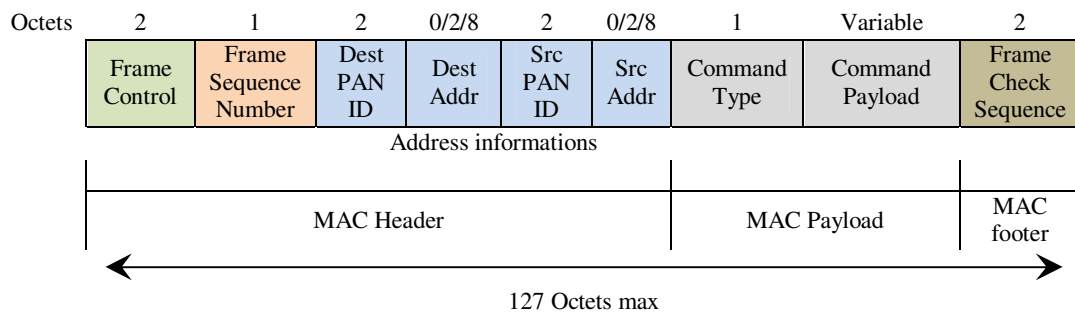 Octets 2 1 2 0/2/8 2 0/2/8 1 Variable 2
Frame Control
Frame Sequence Number
Dest PAN ID
Dest Addr
Src PAN ID
Src Addr
Command Type
Command Payload
Frame Check Sequence
Address informations
MAC Header
MAC Payload
MAC footer
127 Octets max